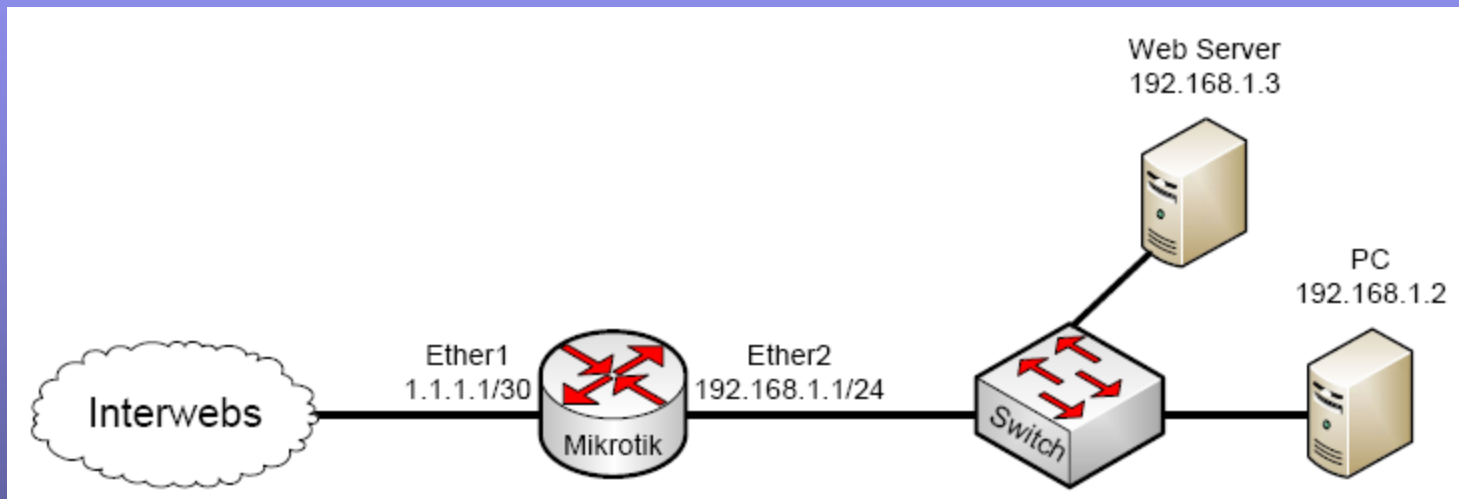 Web Server
192.168.1.3
PC
192.168.1.2
Ether1
1.1.1.1/30
Ether2
192.168.1.1/24
Interwebs
Mikrotik
Switch